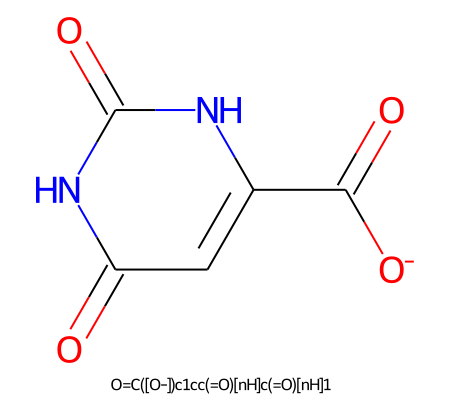 O
NH
O
HN
O⁻
O
O=C([O-])c1cc(=O)[nH]c(=O)[nH]1